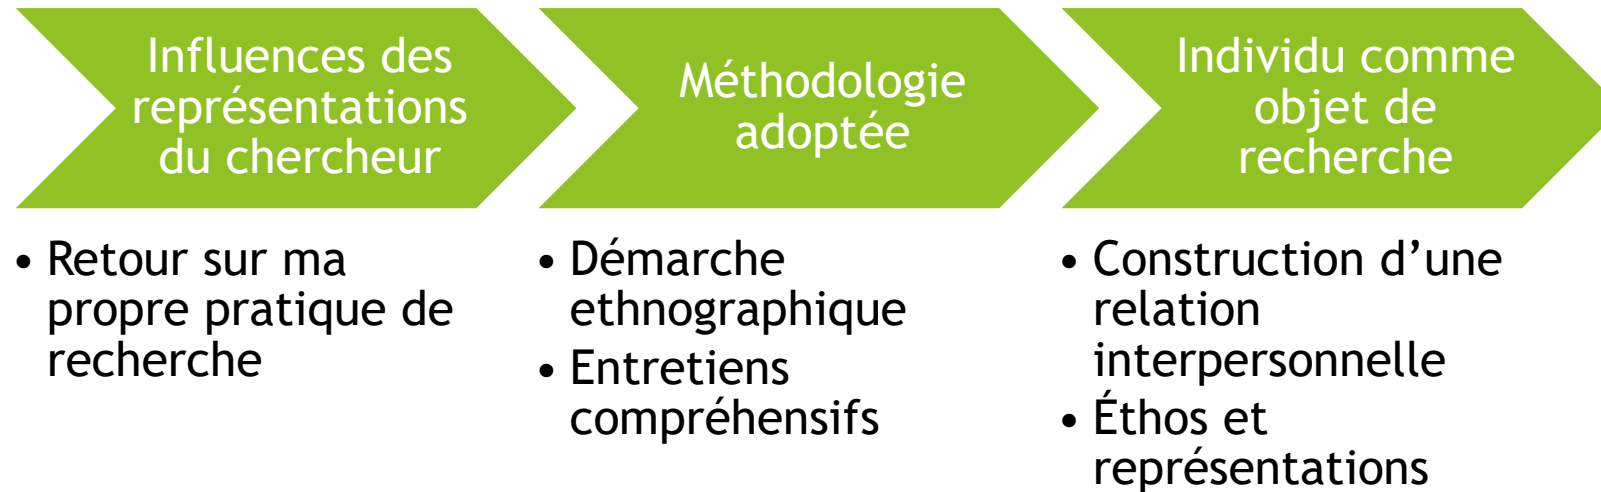 Influences des
représentations
du chercheur
• Retour sur ma
propre pratique de
recherche
Méthodologie
adoptée
• Démarche
ethnographique
• Entretiens
compréhensifs
Individu comme
objet de
recherche
• Construction d’une
relation
interpersonnelle
• Éthos et
représentations